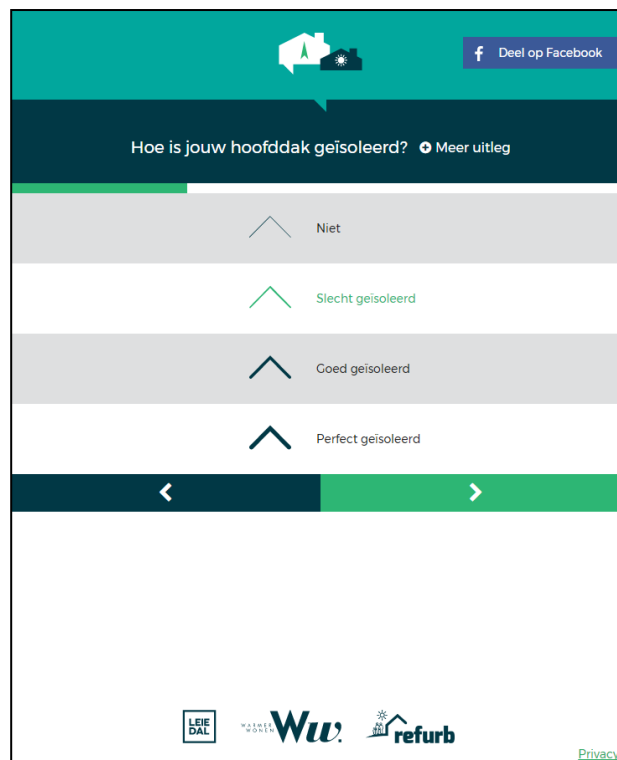 Deel op Facebook
Hoe is jouw hoofddak geïsoleerd? Meer uitleg
Niet
Slecht geïsoleerd
Goed geïsoleerd
Perfect geïsoleerd
LEIE
DAL
WARMER
WONEN
Ww.
refurb
Privacy